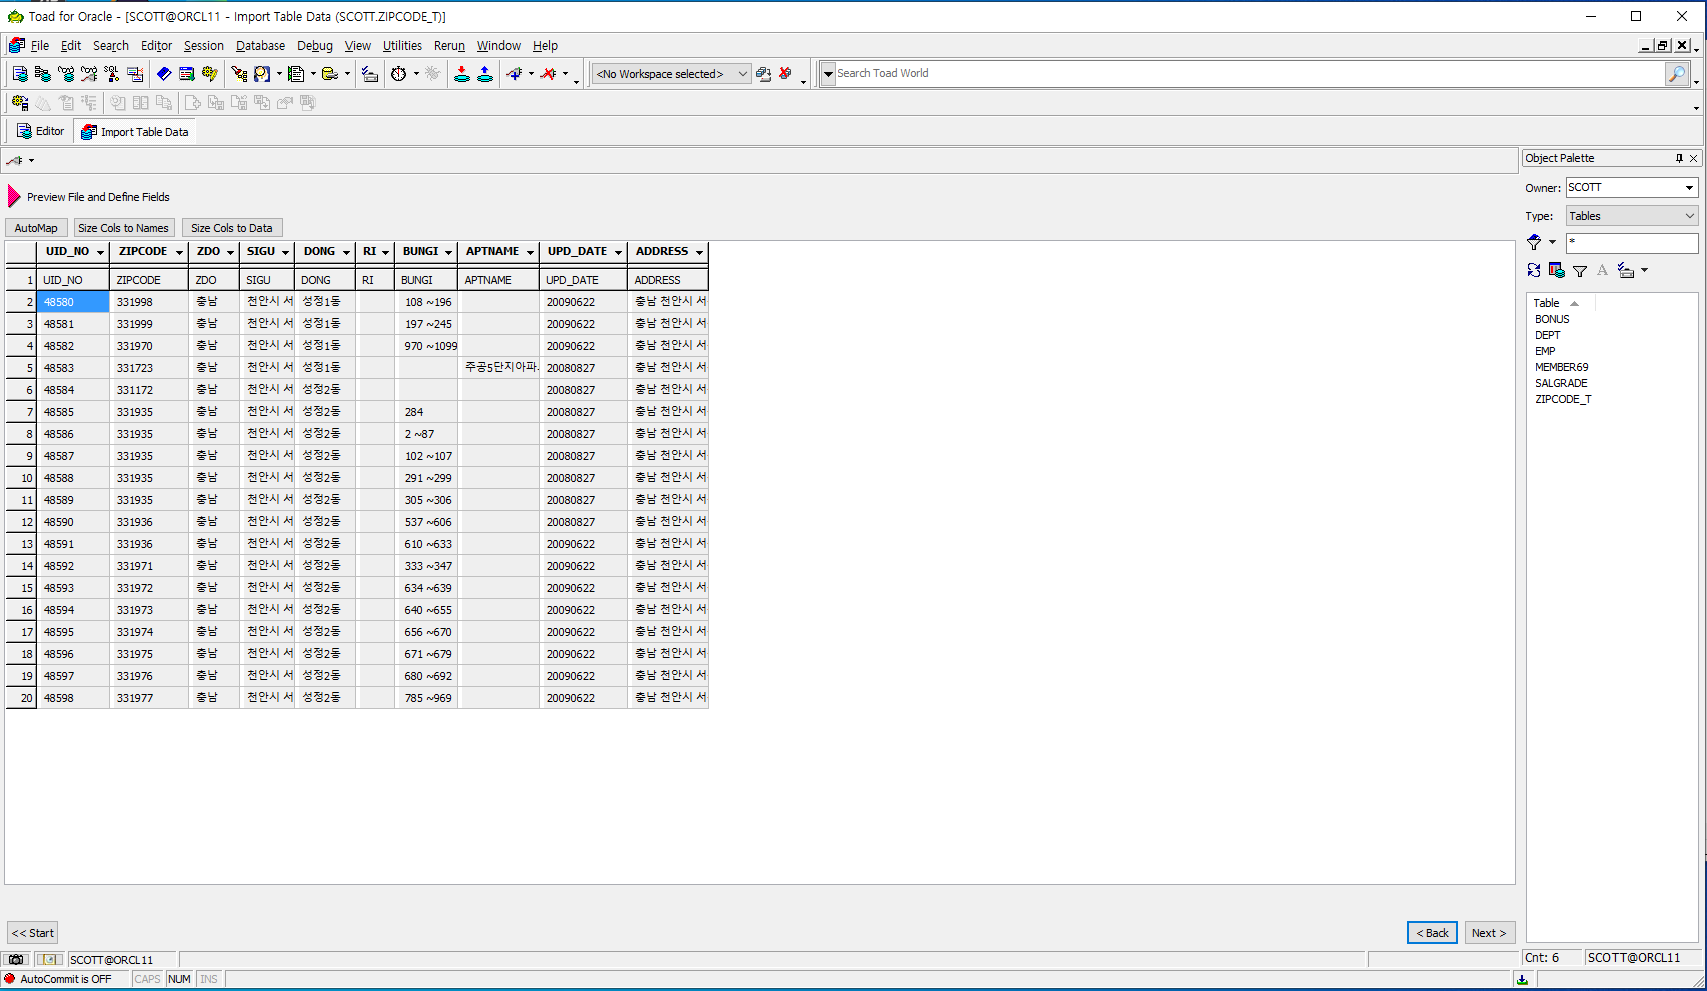 Toad for Oracle - [SCOTT@ORCL11 - Import Table Data (SCOTT.ZIPCODE_T)]
File Edit Search Editor Session Database Debug View Utilities Rerun Window Help
<No Workspace selected> Search Toad World
Editor Import Table Data
Object Palette
Preview File and Define Fields
Owner: SCOTT
Type: Tables
*
AutoMap Size Cols to Names Size Cols to Data
UID_NO ZIPCODE ZDO SIGU DONG RI BUNGI APTNAME UPD_DATE ADDRESS
1 UID_NO ZIPCODE ZDO SIGU DONG RI BUNGI APTNAME UPD_DATE ADDRESS
2 48580 331998 충남 천안시 서 성정1동 108 ~196 20090622 충남 천안시 서
3 48581 331999 충남 천안시 서 성정1동 197 ~245 20090622 충남 천안시 서
4 48582 331970 충남 천안시 서 성정1동 970 ~1099 20090622 충남 천안시 서
5 48583 331723 충남 천안시 서 성정1동 주공5단지아파. 20080827 충남 천안시 서
6 48584 331172 충남 천안시 서 성정2동 20080827 충남 천안시 서
7 48585 331935 충남 천안시 서 성정2동 284 20080827 충남 천안시 서
8 48586 331935 충남 천안시 서 성정2동 2 ~87 20080827 충남 천안시 서
9 48587 331935 충남 천안시 서 성정2동 102 ~107 20080827 충남 천안시 서
10 48588 331935 충남 천안시 서 성정2동 291 ~299 20080827 충남 천안시 서
11 48589 331935 충남 천안시 서 성정2동 305 ~306 20080827 충남 천안시 서
12 48590 331936 충남 천안시 서 성정2동 537 ~606 20080827 충남 천안시 서
13 48591 331936 충남 천안시 서 성정2동 610 ~633 20090622 충남 천안시 서
14 48592 331971 충남 천안시 서 성정2동 333 ~347 20090622 충남 천안시 서
15 48593 331972 충남 천안시 서 성정2동 634 ~639 20090622 충남 천안시 서
16 48594 331973 충남 천안시 서 성정2동 640 ~655 20090622 충남 천안시 서
17 48595 331974 충남 천안시 서 성정2동 656 ~670 20090622 충남 천안시 서
18 48596 331975 충남 천안시 서 성정2동 671 ~679 20090622 충남 천안시 서
19 48597 331976 충남 천안시 서 성정2동 680 ~692 20090622 충남 천안시 서
20 48598 331977 충남 천안시 서 성정2동 785 ~969 20090622 충남 천안시 서
Table
BONUS
DEPT
EMP
MEMBER69
SALGRADE
ZIPCODE_T
<< Start < Back Next >
SCOTT@ORCL11 Cnt: 6 SCOTT@ORCL11
AutoCommit is OFF CAPS NUM INS